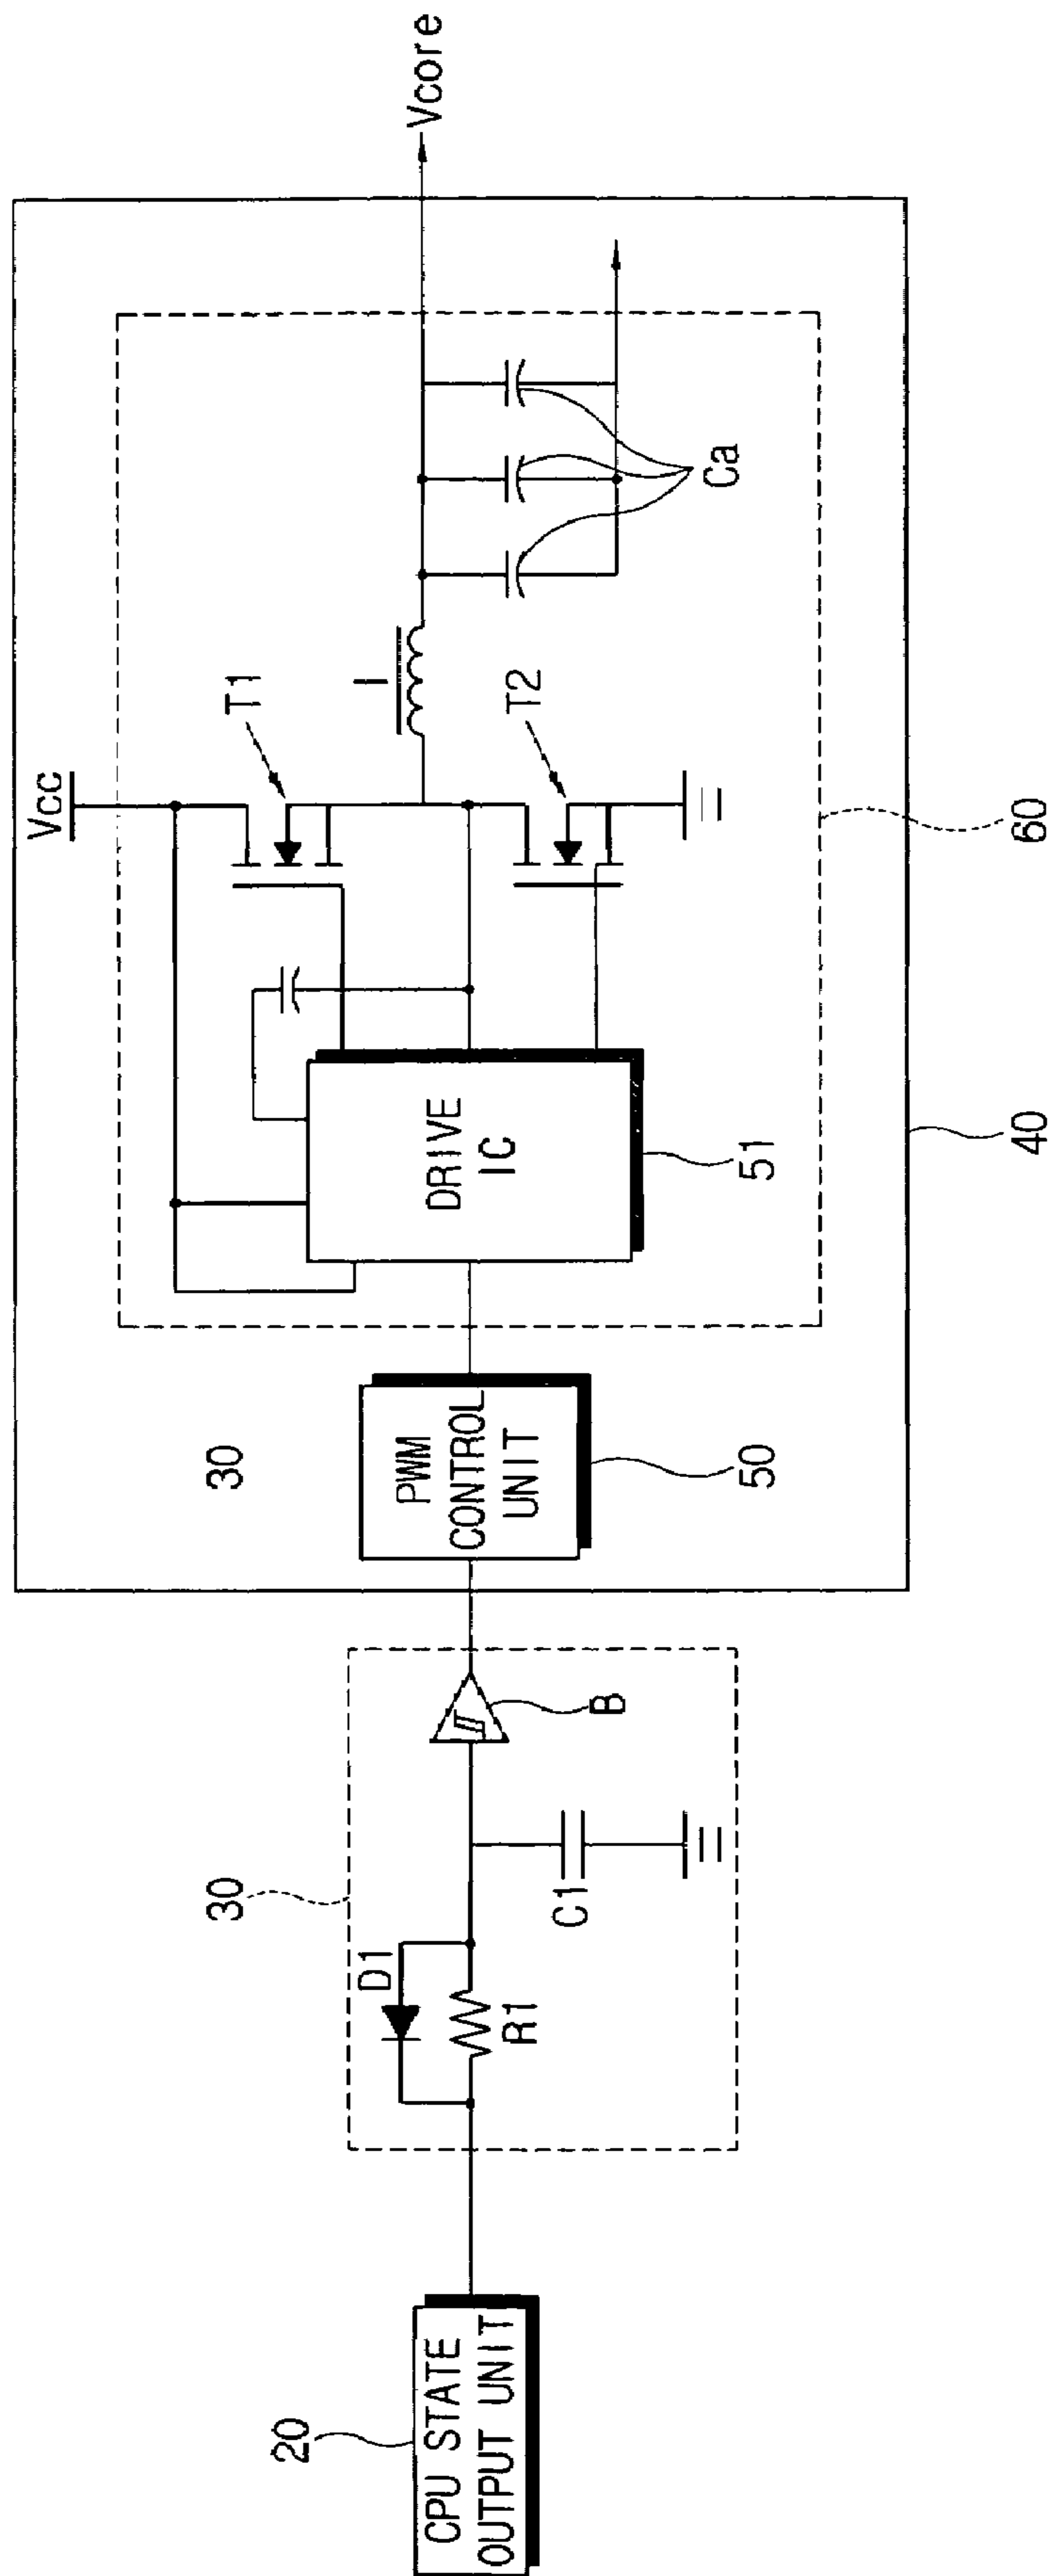 20
CPU STATE
OUTPUT UNIT
30
D1
R1
C1
B
30
PWM
CONTROL
UNIT
50
DRIVE
IC
51
Vcc
T1
T2
I
Ca
Vcore
60
40